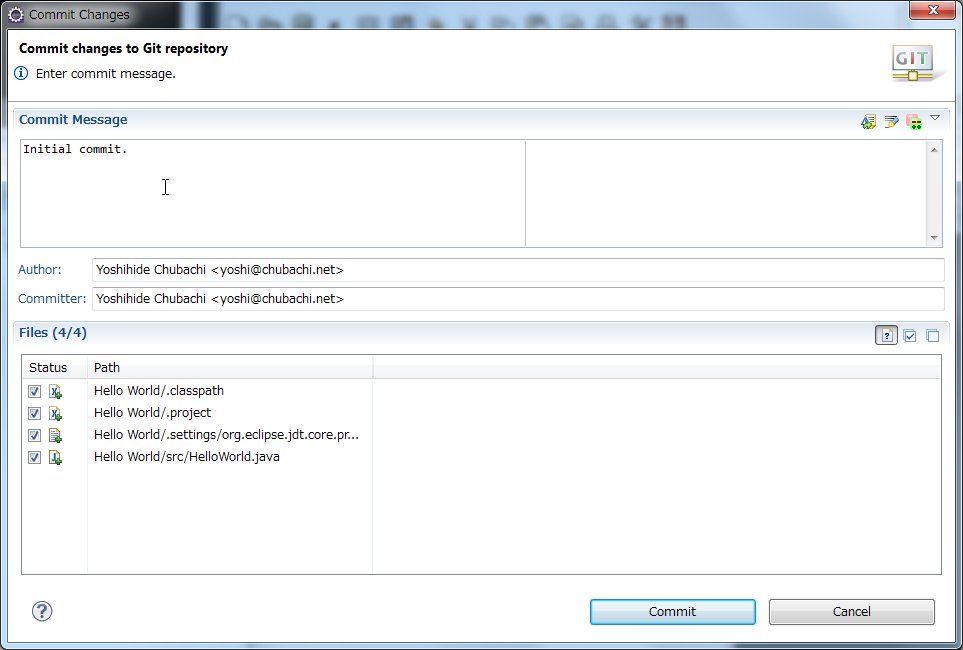 Commit Changes
Commit changes to Git repository
Enter commit message.
GIT
Commit Message
Initial commit.
Author: Yoshihide Chubachi <yoshi@chubachi.net>
Committer: Yoshihide Chubachi <yoshi@chubachi.net>
Files (4/4)
Status Path
Hello World/.classpath
Hello World/.project
Hello World/.settings/org.eclipse.jdt.core.pr...
Hello World/src/HelloWorld.java
Commit Cancel